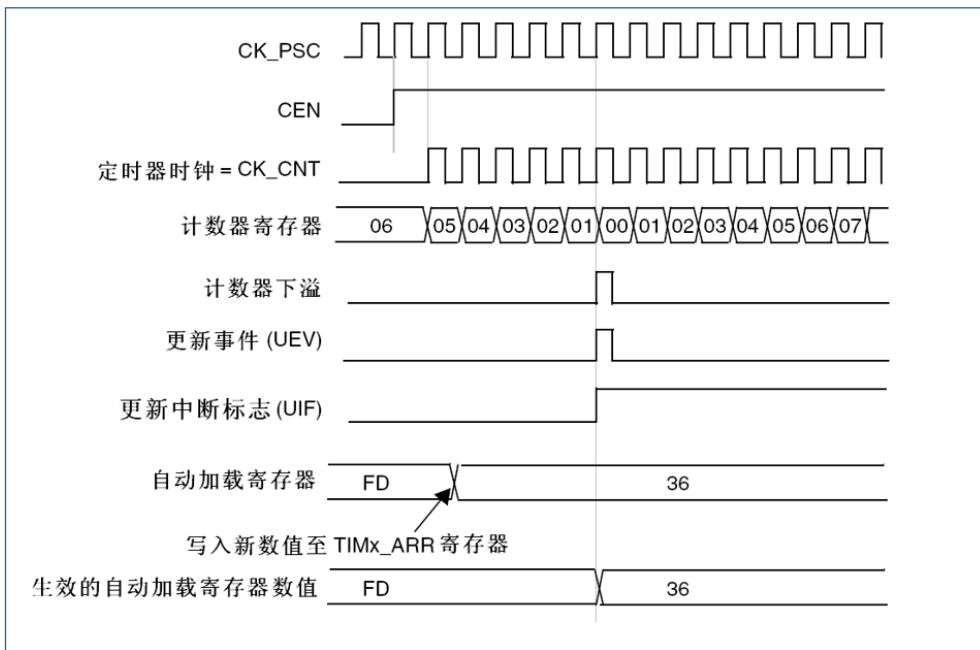 CK_PSC
CEN
定时器时钟 = CK_CNT
计数器寄存器 06 05 04 03 02 01 00 01 02 03 04 05 06 07
计数器下溢
更新事件 (UEV)
更新中断标志 (UIF)
自动加载寄存器 FD 36
写入新数值至 TIMx_ARR 寄存器
生效的自动加载寄存器数值 FD 36